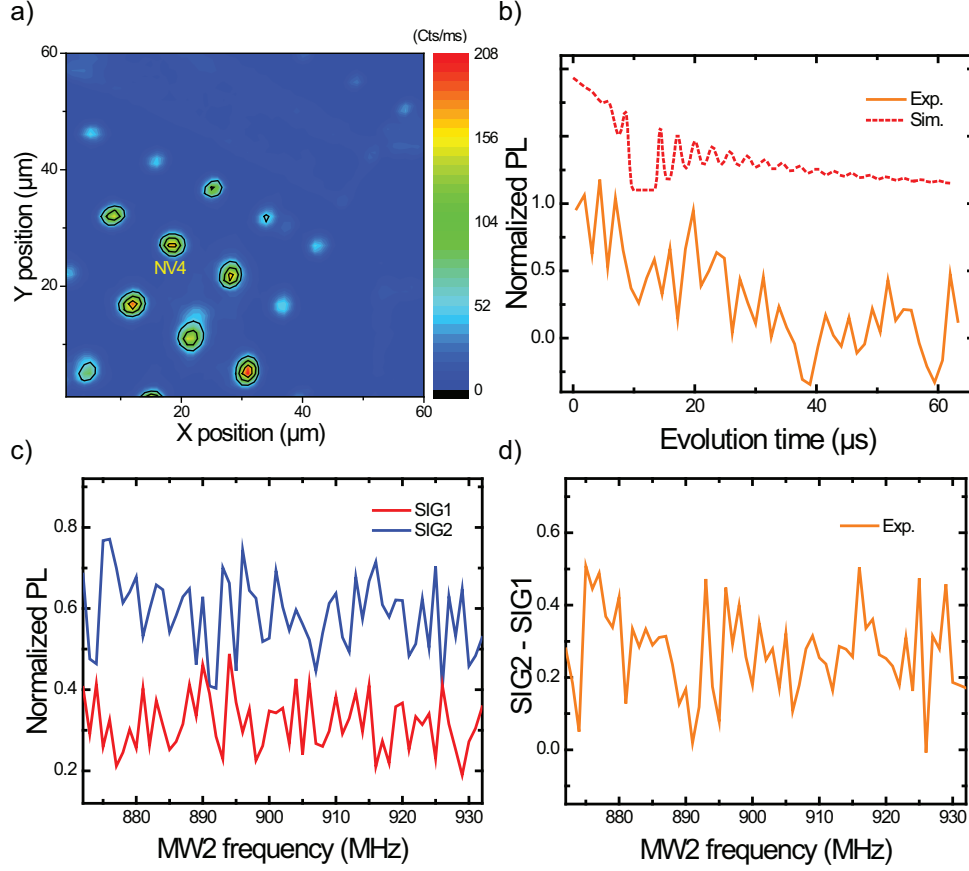 a)
(Cts/ms)
60
40
20
Y position (µm)
NV4
20
40
60
X position (µm)
208
156
104
52
0
b)
Exp.
Sim.
1.0
0.5
0.0
Normalized PL
0
20
40
60
Evolution time (µs)
c)
SIG1
SIG2
0.8
0.6
0.4
0.2
Normalized PL
880
890
900
910
920
930
MW2 frequency (MHz)
d)
Exp.
0.6
0.4
0.2
0.0
SIG2 - SIG1
880
890
900
910
920
930
MW2 frequency (MHz)